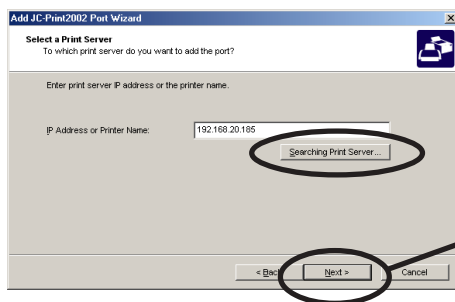 Add JC-Print2002 Port Wizard
Select a Print Server
To which print server do you want to add the port?
Enter print server IP address or the printer name.
IP Address or Printer Name: 192.168.20.185
Searching Print Server...
< Back Next > Cancel